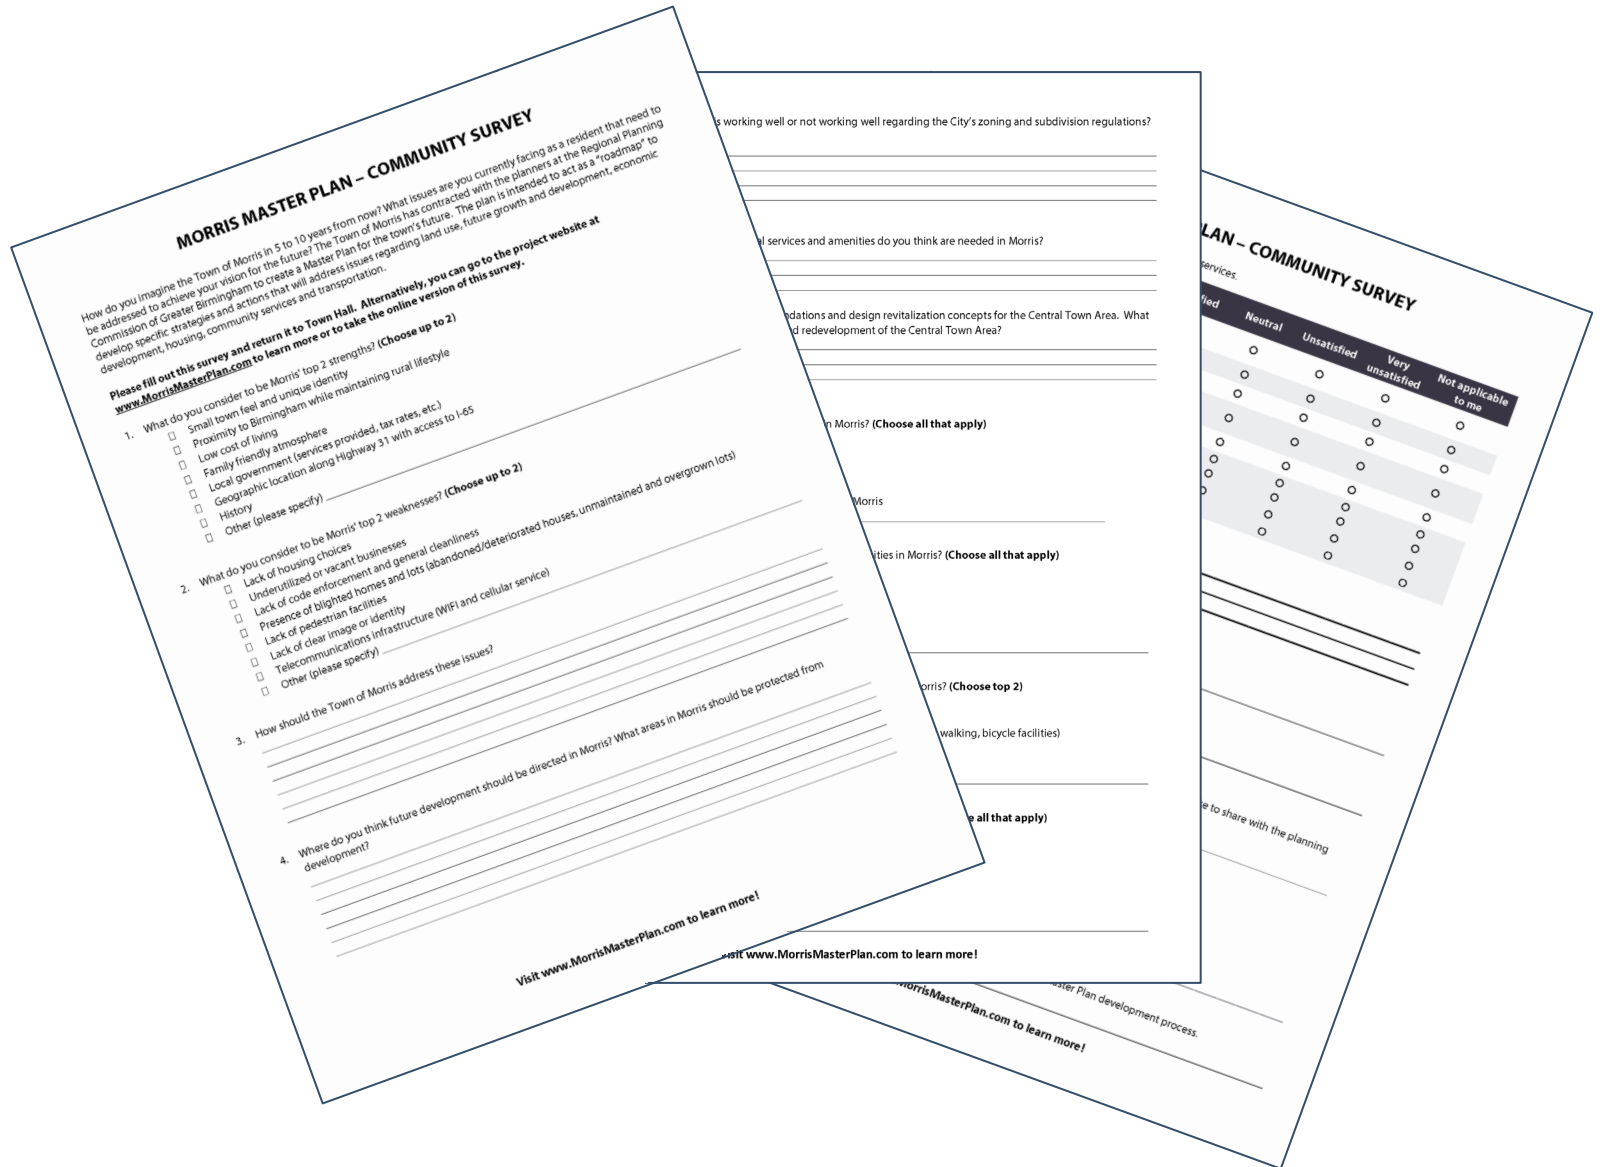 MORRIS MASTER PLAN – COMMUNITY SURVEY
How do you imagine the Town of Morris in 5 to 10 years from now? What issues are you currently facing as a resident that need to
be addressed to achieve your vision for the future? The Town of Morris has contracted with the planners at the Regional Planning
Commission of Greater Birmingham to create a Master Plan for the town's future. The plan is intended to act as a "roadmap" to
develop specific strategies and actions that will address issues regarding land use, future growth and development, economic
development, housing, community services and transportation.
Please fill out this survey and return it to Town Hall. Alternatively, you can go to the project website at
www.MorrisMasterPlan.com to learn more or to take the online version of this survey.
1. What do you consider to be Morris' top 2 strengths? (Choose up to 2)
Small town feel and unique identity
Proximity to Birmingham while maintaining rural lifestyle
Low cost of living
Family friendly atmosphere
Local government (services provided, tax rates, etc.)
Geographic location along Highway 31 with access to I-65
History
Other (please specify)
2. What do you consider to be Morris' top 2 weaknesses? (Choose up to 2)
Lack of housing choices
Underutilized or vacant businesses
Lack of code enforcement and general cleanliness
Presence of blighted homes and lots (abandoned/deteriorated houses, unmaintained and overgrown lots)
Lack of pedestrian facilities
Lack of clear image or identity
Telecommunications infrastructure (WIFI and cellular service)
Other (please specify)
3. How should the Town of Morris address these issues?
4. Where do you think future development should be directed in Morris? What areas in Morris should be protected from
development?
Visit www.MorrisMasterPlan.com to learn more!
working well or not working well regarding the City's zoning and subdivision regulations?
services and amenities do you think are needed in Morris?
and design revitalization concepts for the Central Town Area. What
redevelopment of the Central Town Area?
Morris? (Choose all that apply)
Morris
in Morris? (Choose all that apply)
(Choose top 2)
walking, bicycle facilities)
all that apply)
www.MorrisMasterPlan.com to learn more!
– COMMUNITY SURVEY
services.
Neutral
Unsatisfied
Very
unsatisfied
Not applicable
to me
to share with the planning
Plan development process.
MorrisMasterPlan.com to learn more!